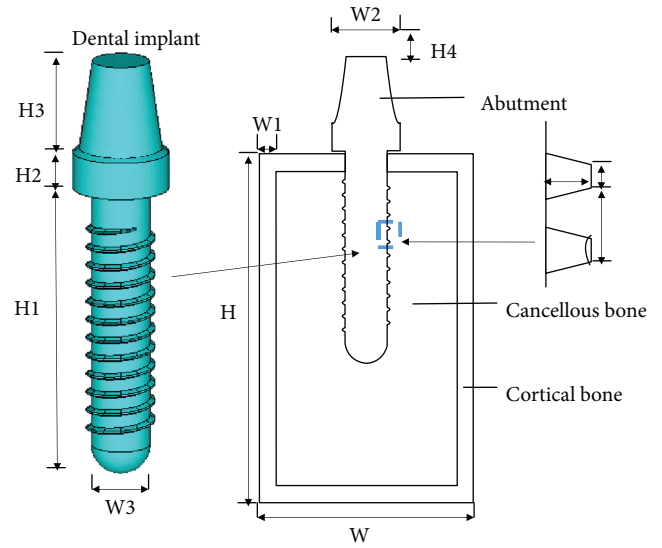 Dental implant
W2
H4
H3
Abutment
W1
H2
H1
H
Cancellous bone
Cortical bone
W3
W